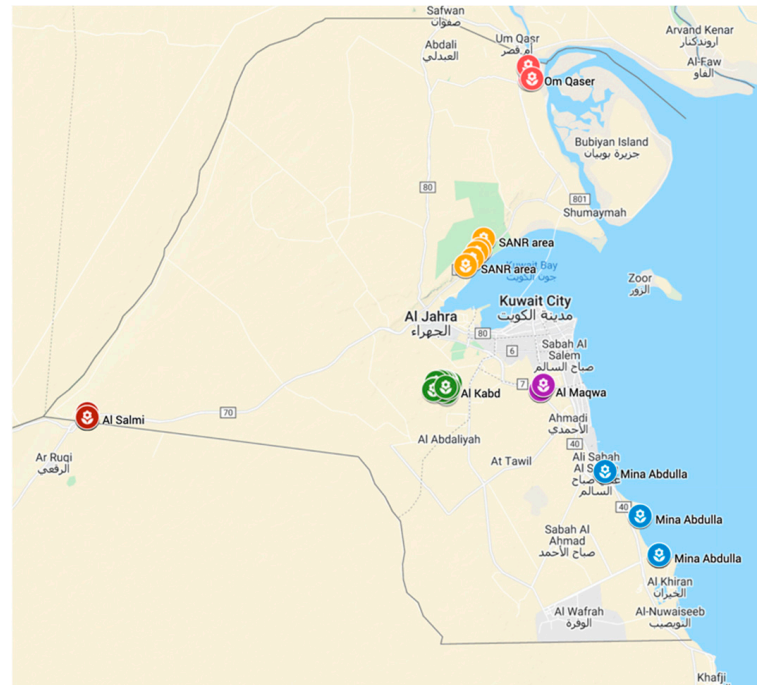 Safwan
صفوان
Um Qasr
أم قصر
Abdali
العبدلي
Arvand Kenar
اروندکنار
Al-Faw
الفاو
Om Qaser
Bubiyan Island
جزيرة بوبيان
80
801
Shumaymah
SANR area
SANR area
Kuwait Bay
جون الكويت
Zoor
الزور
Kuwait City
مدينة الكويت
Al Jahra
الجهراء
80
6
Sabah Al
Salem
صباح السالم
7
Al Kabd
Al Maqwa
70
Al Salmi
Ahmadi
الأحمدي
Al Abdaliyah
40
Ar Ruqi
الرقعي
At Tawil
Ali Sabah
Al
صباح
السالم
Mina Abdulla
40
Mina Abdulla
Sabah Al
Ahmad
صباح الأحمد
Mina Abdulla
Al Khiran
الخيران
Al Wafrah
الوفرة
Al-Nuwaiseeb
النويصيب
Khafji